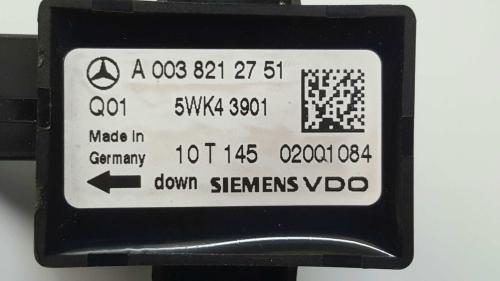 A 003 821 27 51
Q01 5WK4 3901
Made in
Germany 10 T 145 02001084
down SIEMENS VDO